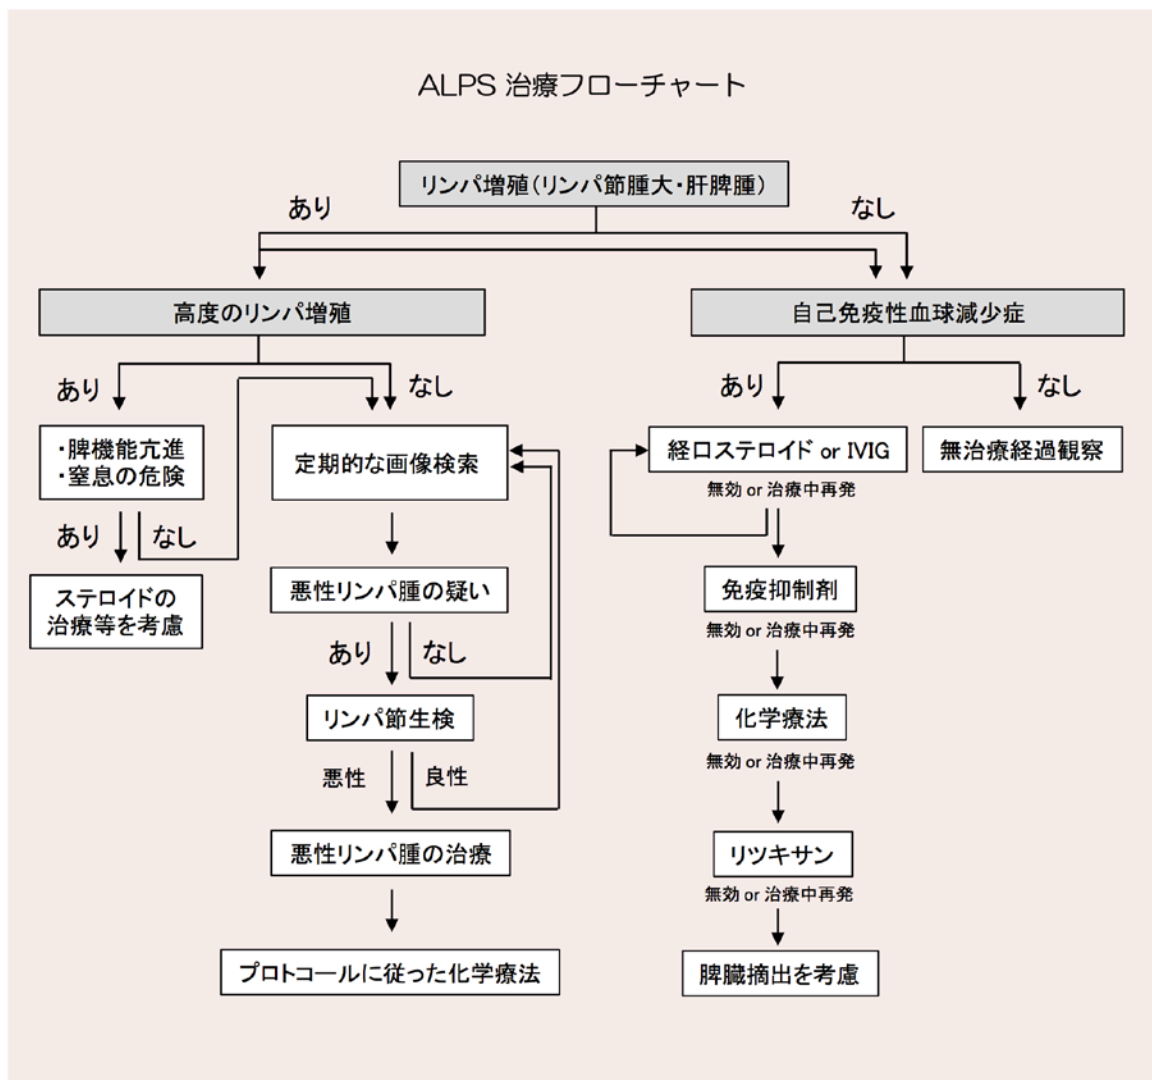 ALPS 治療フローチャート
リンパ増殖(リンパ節腫大・肝脾腫)
あり
なし
高度のリンパ増殖
自己免疫性血球減少症
あり
なし
あり
なし
・脾機能亢進
・窒息の危険
定期的な画像検索
経口ステロイド or IVIG
無治療経過観察
無効 or 治療中再発
あり
なし
ステロイドの
治療等を考慮
悪性リンパ腫の疑い
免疫抑制剤
無効 or 治療中再発
あり
なし
リンパ節生検
化学療法
無効 or 治療中再発
悪性
良性
悪性リンパ腫の治療
リツキサン
無効 or 治療中再発
プロトコールに従った化学療法
脾臓摘出を考慮